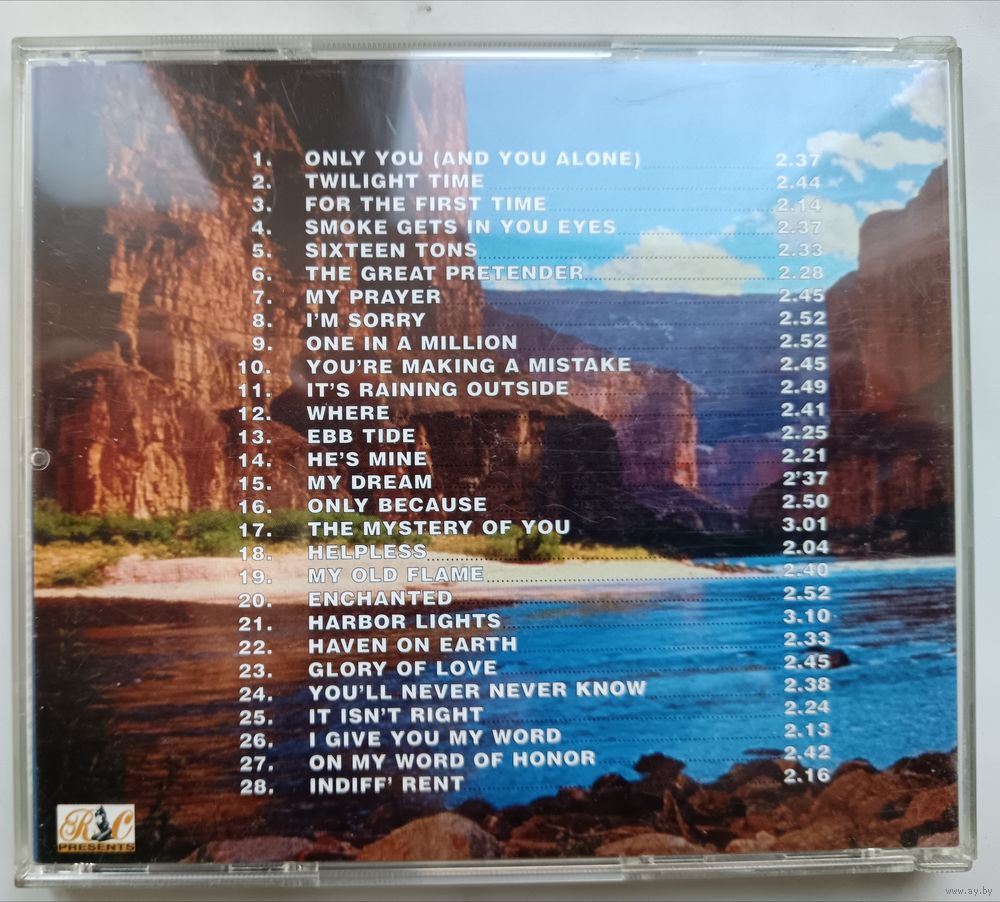 1. ONLY YOU (AND YOU ALONE) 2.37
2. TWILIGHT TIME 2.44
3. FOR THE FIRST TIME 2.14
4. SMOKE GETS IN YOU EYES 2.37
5. SIXTEEN TONS 2.33
6. THE GREAT PRETENDER 2.28
7. MY PRAYER 2.45
8. I'M SORRY 2.52
9. ONE IN A MILLION 2.52
10. YOU'RE MAKING A MISTAKE 2.45
11. IT'S RAINING OUTSIDE 2.49
12. WHERE 2.41
13. EBB TIDE 2.25
14. HE'S MINE 2.21
15. MY DREAM 2'37
16. ONLY BECAUSE 2.50
17. THE MYSTERY OF YOU 3.01
18. HELPLESS 2.04
19. MY OLD FLAME 2.40
20. ENCHANTED 2.52
21. HARBOR LIGHTS 3.10
22. HAVEN ON EARTH 2.33
23. GLORY OF LOVE 2.45
24. YOU'LL NEVER NEVER KNOW 2.38
25. IT ISN'T RIGHT 2.24
26. I GIVE YOU MY WORD 2.13
27. ON MY WORD OF HONOR 2.42
28. INDIFF' RENT 2.16
R C
PRESENTS
www.ay.by